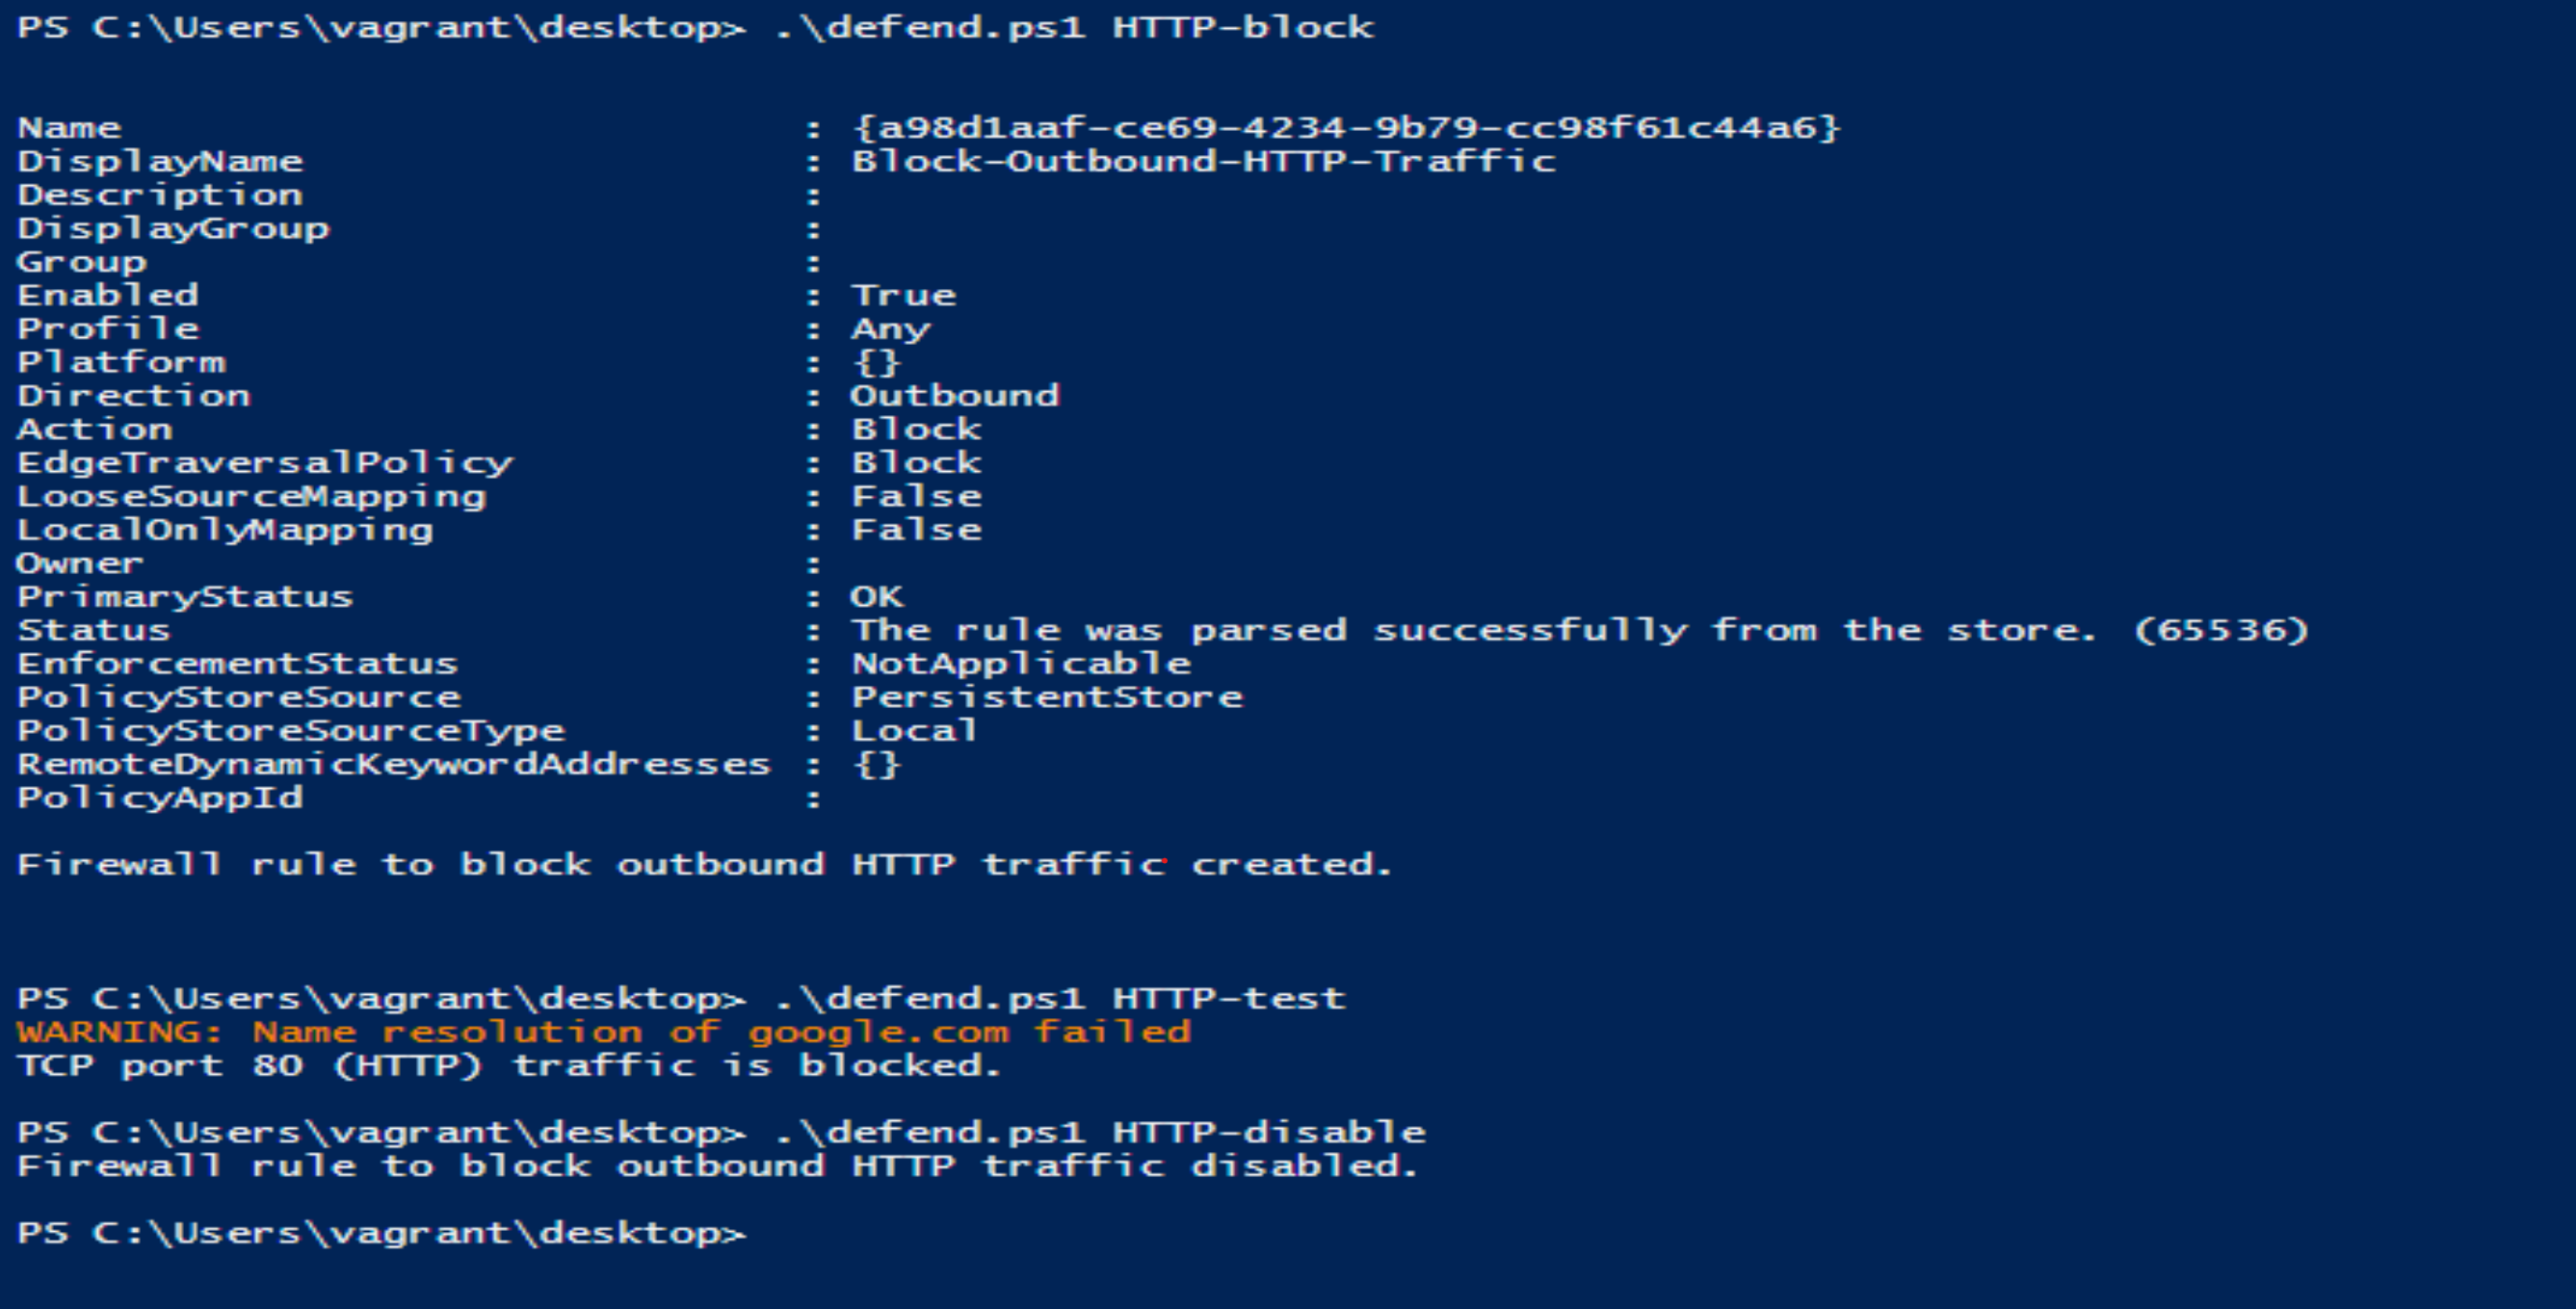 PS C:\Users\vagrant\desktop> .\defend.ps1 HTTP-block
Name : {a98d1aaf-ce69-4234-9b79-cc98f61c44a6}
DisplayName : Block-Outbound-HTTP-Traffic
Description :
DisplayGroup :
Group :
Enabled : True
Profile : Any
Platform : {}
Direction : Outbound
Action : Block
EdgeTraversalPolicy : Block
LooseSourceMapping : False
LocalOnlyMapping : False
Owner :
PrimaryStatus : OK
Status : The rule was parsed successfully from the store. (65536)
EnforcementStatus : NotApplicable
PolicyStoreSource : PersistentStore
PolicyStoreSourceType : Local
RemoteDynamicKeywordAddresses : {}
PolicyAppId :
Firewall rule to block outbound HTTP traffic created.
PS C:\Users\vagrant\desktop> .\defend.ps1 HTTP-test
WARNING: Name resolution of google.com failed
TCP port 80 (HTTP) traffic is blocked.
PS C:\Users\vagrant\desktop> .\defend.ps1 HTTP-disable
Firewall rule to block outbound HTTP traffic disabled.
PS C:\Users\vagrant\desktop>